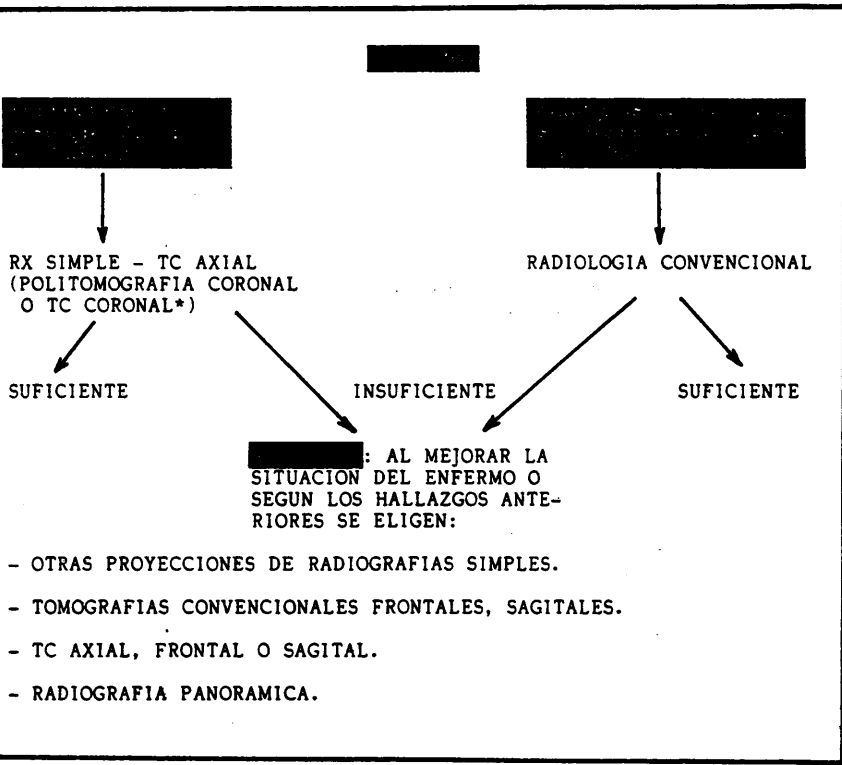 RX SIMPLE - TC AXIAL
(POLITOMOGRAFIA CORONAL
O TC CORONAL*)
RADIOLOGIA CONVENCIONAL
SUFICIENTE
INSUFICIENTE
SUFICIENTE
: AL MEJORAR LA
SITUACION DEL ENFERMO O
SEGUN LOS HALLAZGOS ANTE-
RIORES SE ELIGEN:
- OTRAS PROYECCIONES DE RADIOGRAFIAS SIMPLES.
- TOMOGRAFIAS CONVENCIONALES FRONTALES, SAGITALES.
- TC AXIAL, FRONTAL O SAGITAL.
- RADIOGRAFIA PANORAMICA.